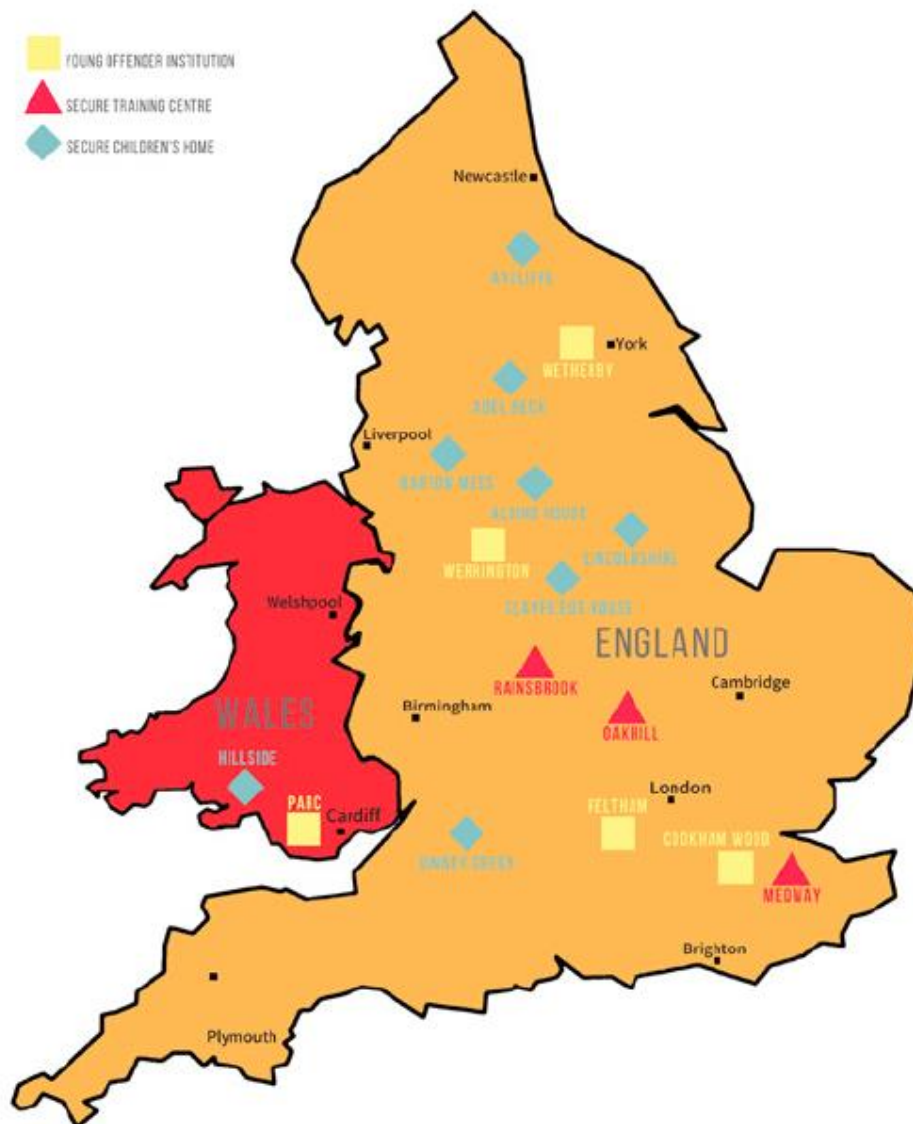 YOUNG OFFENDER INSTITUTION
SECURE TRAINING CENTRE
SECURE CHILDREN'S HOME
Newcastle
AYCLIFFE
York
WETHERBY
ADEL BECK
Liverpool
BARTON MOSS
ALDINE HOUSE
LINCOLNSHIRE
WERRINGTON
CLAYFIELDS HOUSE
Welshpool
ENGLAND
RAINSBROOK
Cambridge
Birmingham
OAKHILL
WALES
HILLSIDE
London
PARC
Cardiff
FELTHAM
COOKHAM WOOD
VINNEY GREEN
MEDWAY
Brighton
Plymouth